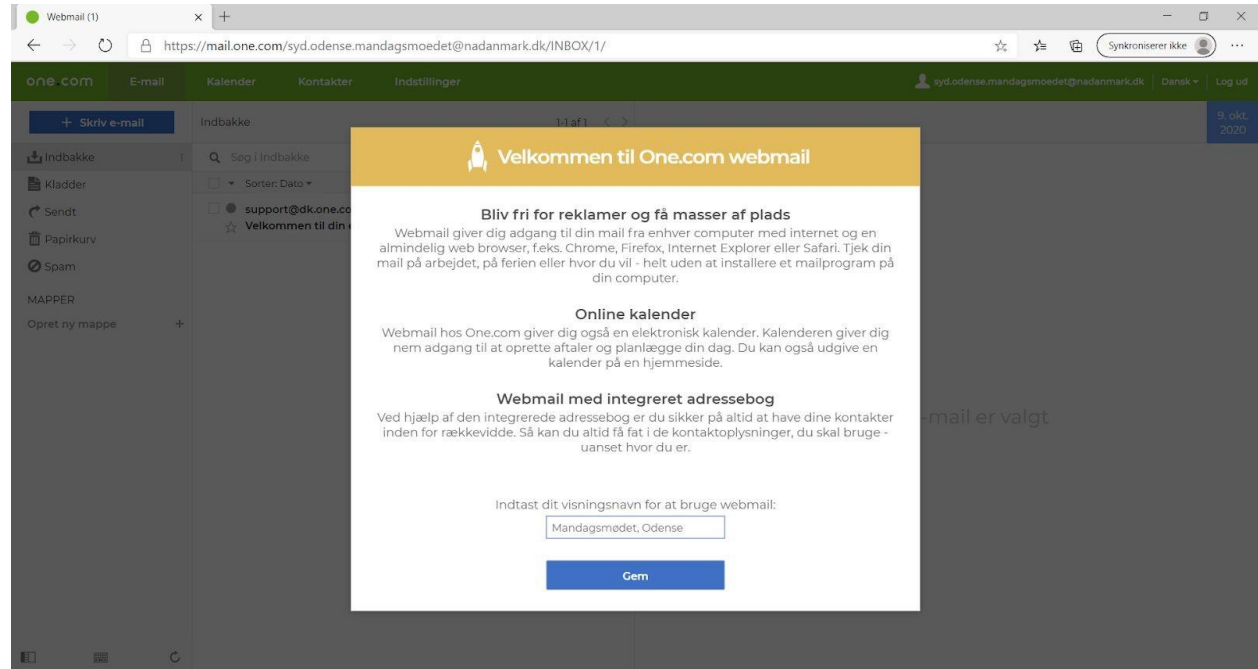 Webmail (1)
https://mail.one.com/syd.odense.mandagsmoedet@nadanmark.dk/INBOX/1/
Synkroniserer ikke
one.com E-mail Kalender Kontakter Indstillinger syd.odense.mandagsmoedet@nadanmark.dk Dansk Log ud
+ Skriv e-mail
Indbakke 1-1 af 1
9. okt.
2020
Indbakke 1
Søg i Indbakke
Kladder
Sorter: Dato
Sendt
support@dk.one.co
Velkommen til din
Papirkurv
Spam
MAPPER
Opret ny mappe +
Velkommen til One.com webmail
Bliv fri for reklamer og få masser af plads
Webmail giver dig adgang til din mail fra enhver computer med internet og en
almindelig web browser, f.eks. Chrome, Firefox, Internet Explorer eller Safari. Tjek din
mail på arbejdet, på ferien eller hvor du vil - helt uden at installere et mailprogram på
din computer.
Online kalender
Webmail hos One.com giver dig også en elektronisk kalender. Kalenderen giver dig
nem adgang til at oprette aftaler og planlægge din dag. Du kan også udgive en
kalender på en hjemmeside.
Webmail med integreret adressebog
Ved hjælp af den integrerede adressebog er du sikker på altid at have dine kontakter
inden for rækkevidde. Så kan du altid få fat i de kontaktoplysninger, du skal bruge -
uanset hvor du er.
-mail er valgt
Indtast dit visningsnavn for at bruge webmail:
Mandagsmødet, Odense
Gem